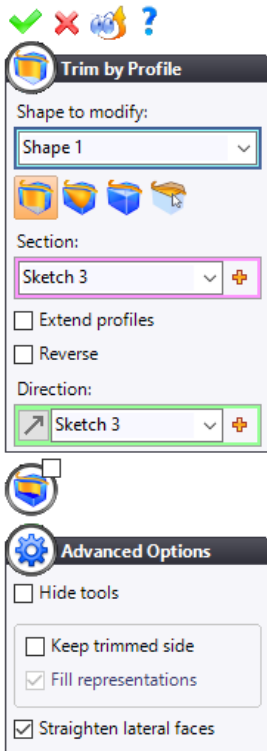 ?
Trim by Profile
Shape to modify:
Shape 1
Section:
Sketch 3
Extend profiles
Reverse
Direction:
Sketch 3
Advanced Options
Hide tools
Keep trimmed side
Fill representations
Straighten lateral faces